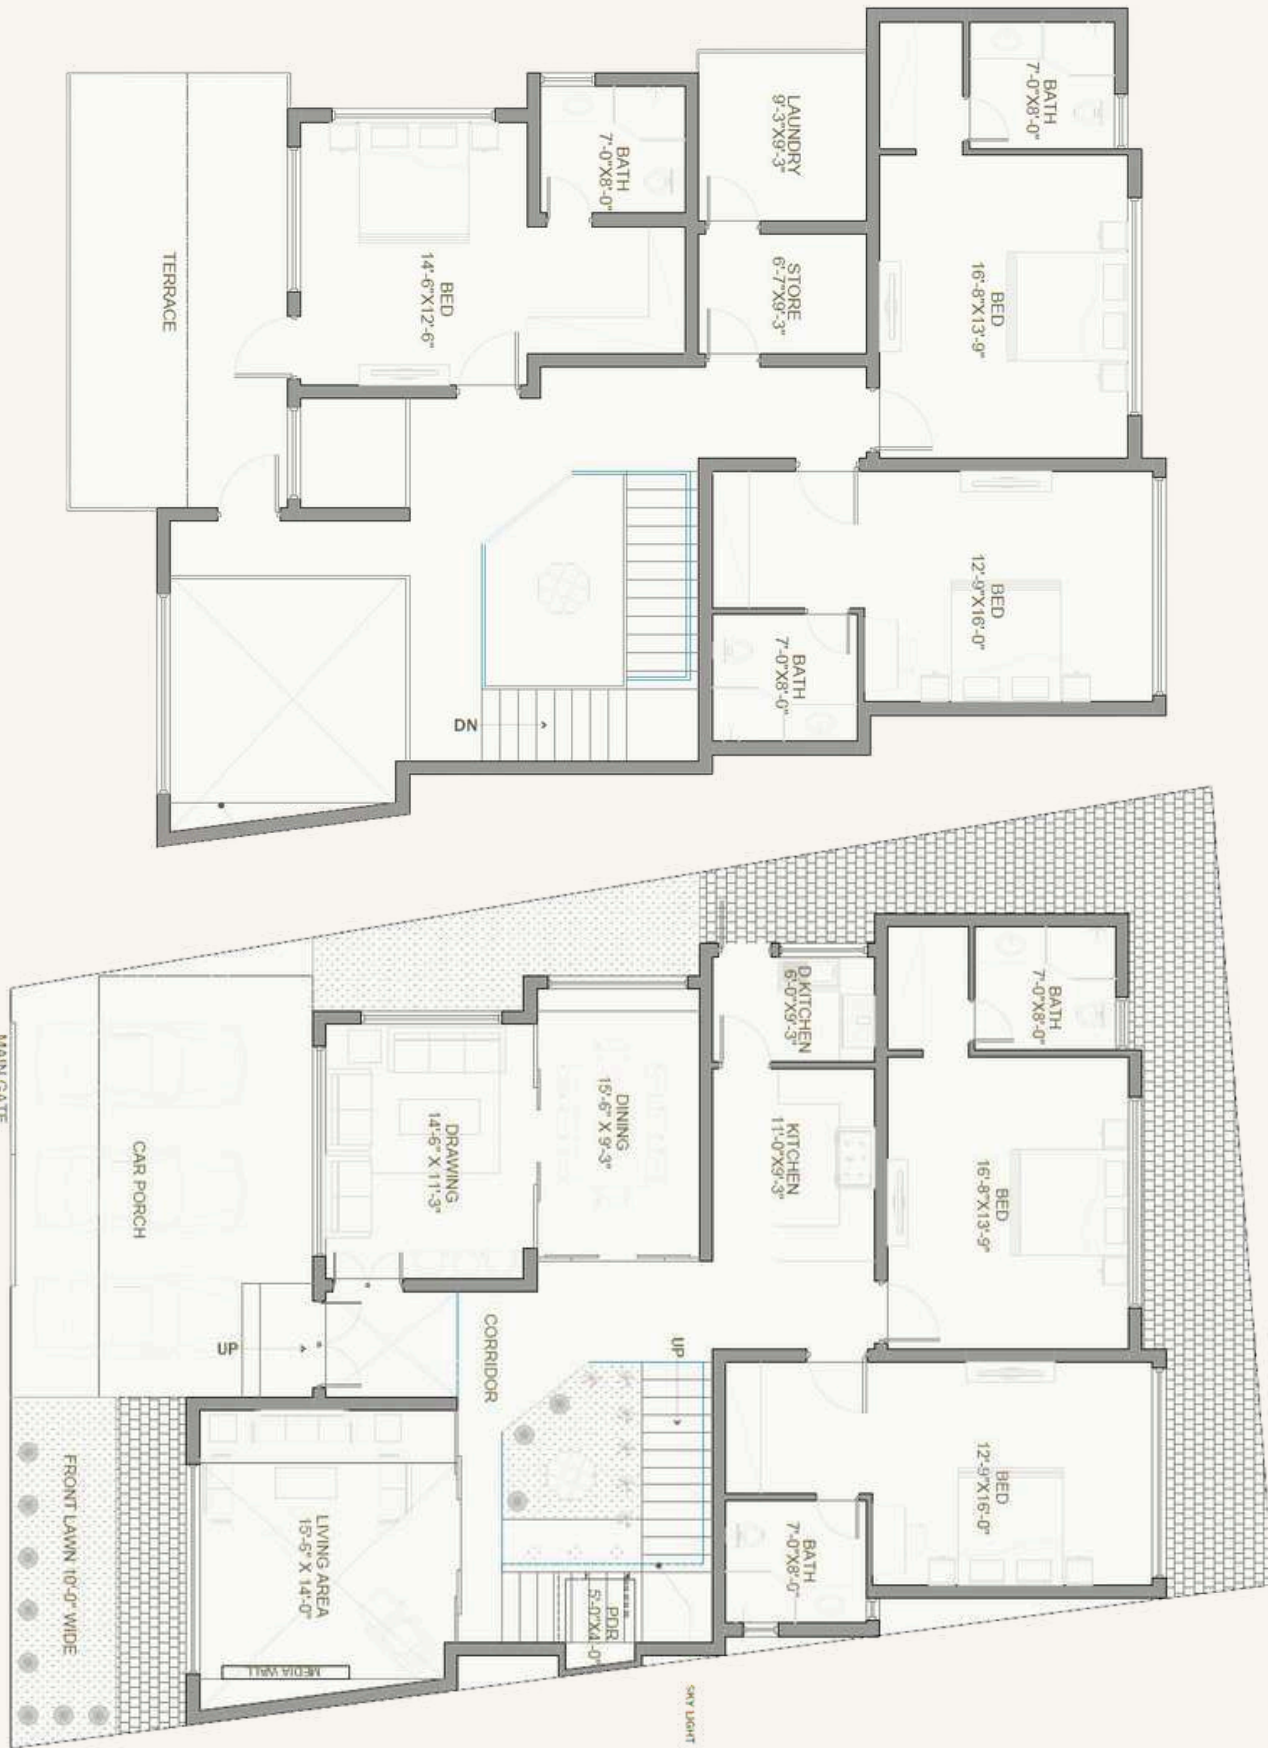 BATH
7'-0"X8'-0"
LAUNDRY
9'-3"X9'-3"
BATH
7'-0"X8'-0"
TERRACE
BED
14'-6"X12'-6"
STORE
6'-7"X9'-3"
BED
16'-8"X13'-9"
BED
12'-9"X16'-0"
BATH
7'-0"X8'-0"
DN
BATH
7'-0"X8'-0"
D.KITCHEN
6'-0"X9'-3"
MAIN GATE
CAR PORCH
DRAWING
14'-6" X 11'-3"
DINING
15'-6" X 9'-3"
KITCHEN
11'-0"X9'-3"
BED
16'-8"X13'-9"
UP
CORRIDOR
UP
BED
12'-9"X16'-0"
FRONT LAWN 10'-0" WIDE
LIVING AREA
15'-6" X 14'-0"
BATH
7'-0"X8'-0"
PDR
5'-0"X4'-0"
MEDIA WALL
SKY LIGHT